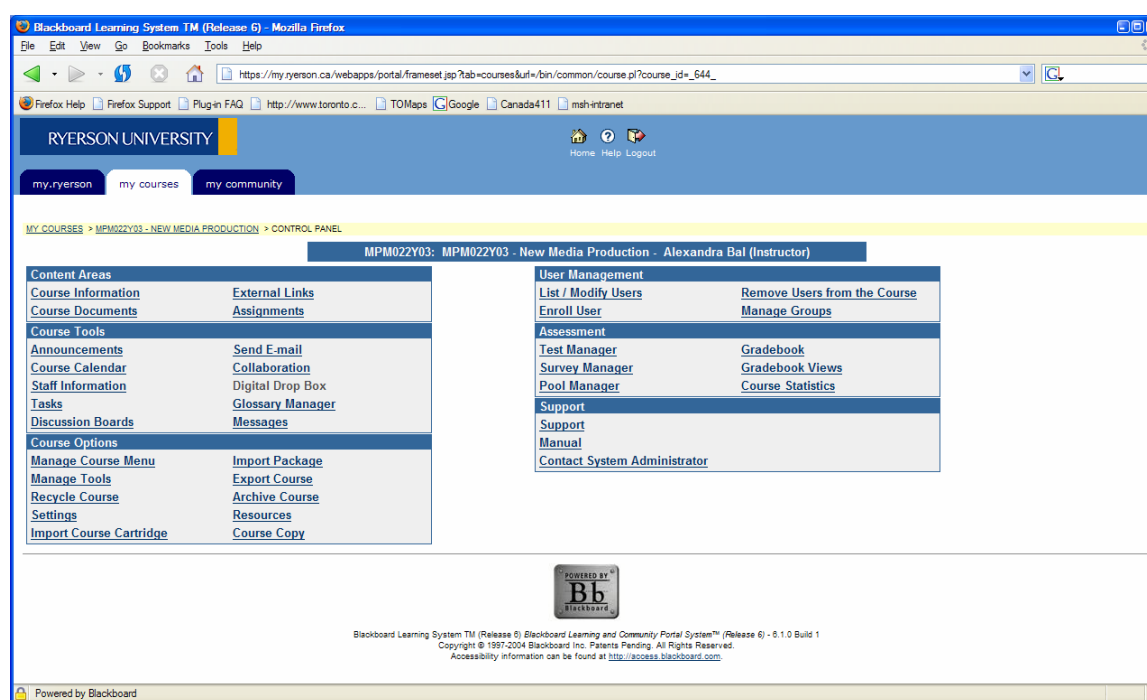 Blackboard Learning System TM (Release 6) - Mozilla Firefox
File Edit View Go Bookmarks Tools Help
https://my.ryerson.ca/webapps/portal/frameset.jsp?tab=courses&url=/bin/common/course.pl?course_id=_644_
Firefox Help Firefox Support Plug-in FAQ http://www.toronto.c... TOMaps Google Canada411 msh-intranet
RYERSON UNIVERSITY
Home Help Logout
my.ryerson my courses my community
MY COURSES > MPM022Y03 - NEW MEDIA PRODUCTION > CONTROL PANEL
MPM022Y03: MPM022Y03 - New Media Production - Alexandra Bal (Instructor)
Content Areas
Course Information External Links
Course Documents Assignments
Course Tools
Announcements Send E-mail
Course Calendar Collaboration
Staff Information Digital Drop Box
Tasks Glossary Manager
Discussion Boards Messages
Course Options
Manage Course Menu Import Package
Manage Tools Export Course
Recycle Course Archive Course
Settings Resources
Import Course Cartridge Course Copy
User Management
List / Modify Users Remove Users from the Course
Enroll User Manage Groups
Assessment
Test Manager Gradebook
Survey Manager Gradebook Views
Pool Manager Course Statistics
Support
Support
Manual
Contact System Administrator
POWERED BY
Bb
Blackboard
Blackboard Learning System TM (Release 6) Blackboard Learning and Community Portal System™ (Release 6) - 6.1.0 Build 1
Copyright © 1997-2004 Blackboard Inc. Patents Pending. All Rights Reserved.
Accessibility information can be found at http://access.blackboard.com.
Powered by Blackboard